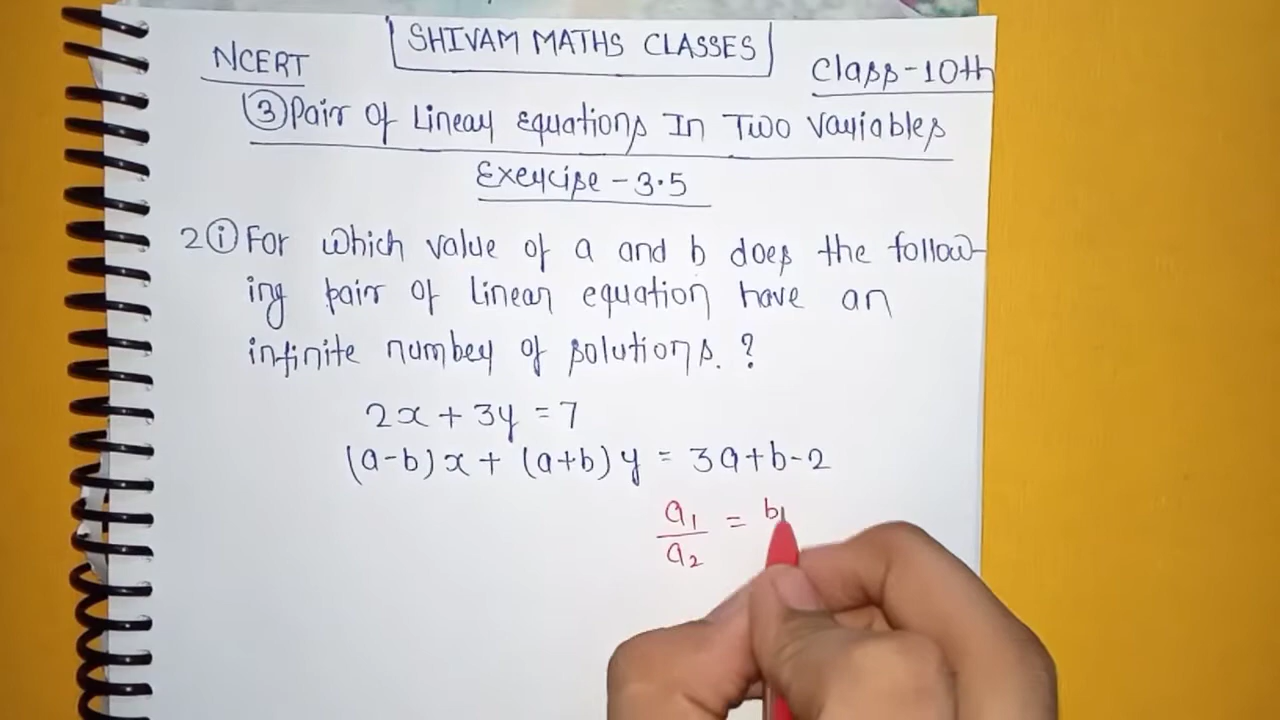 SHIVAM MATHS CLASSES
NCERT
Class-10th
③ Pair Of Linear Equations In Two Variables
Exercise - 3.5
2 ⓘ For which value of a and b does the follow-
ing pair of linear equation have an
infinite number of solutions. ?
2x + 3y = 7
(a-b)x + (a+b)y = 3a+b-2
a₁/a₂ = b₁